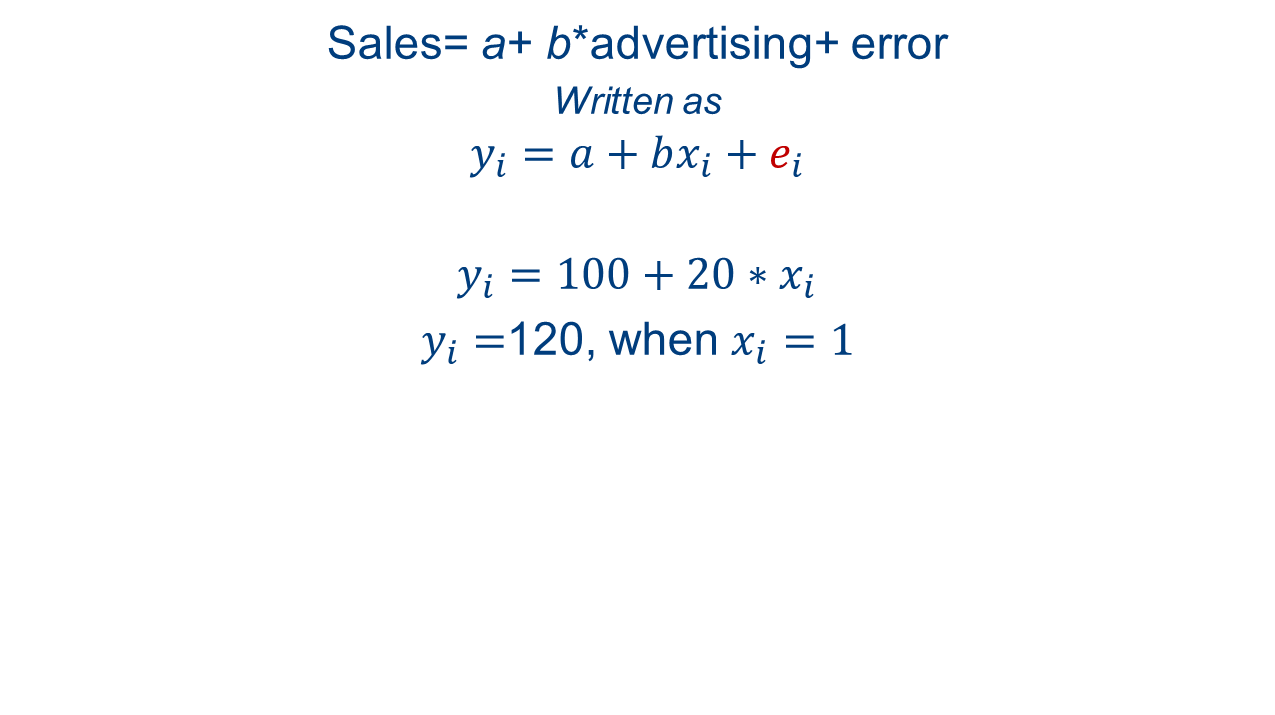 Sales= a+ b*advertising+ error
Written as
𝑦ᵢ = 𝑎 + 𝑏𝑥ᵢ + 𝑒ᵢ
𝑦ᵢ = 100 + 20 ∗ 𝑥ᵢ
𝑦ᵢ =120, when 𝑥ᵢ = 1